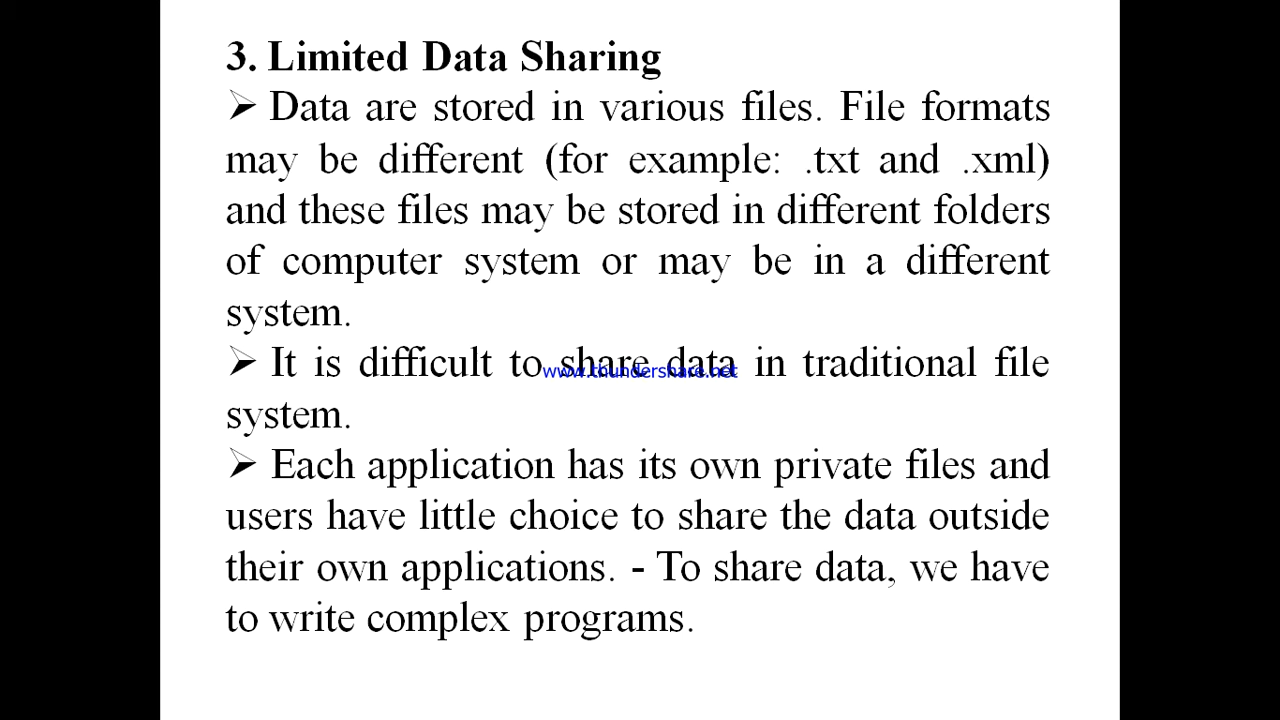 3. Limited Data Sharing
➢ Data are stored in various files. File formats
may be different (for example: .txt and .xml)
and these files may be stored in different folders
of computer system or may be in a different
system.
➢ It is difficult to share data in traditional file
www.thundershare.net
system.
➢ Each application has its own private files and
users have little choice to share the data outside
their own applications. - To share data, we have
to write complex programs.